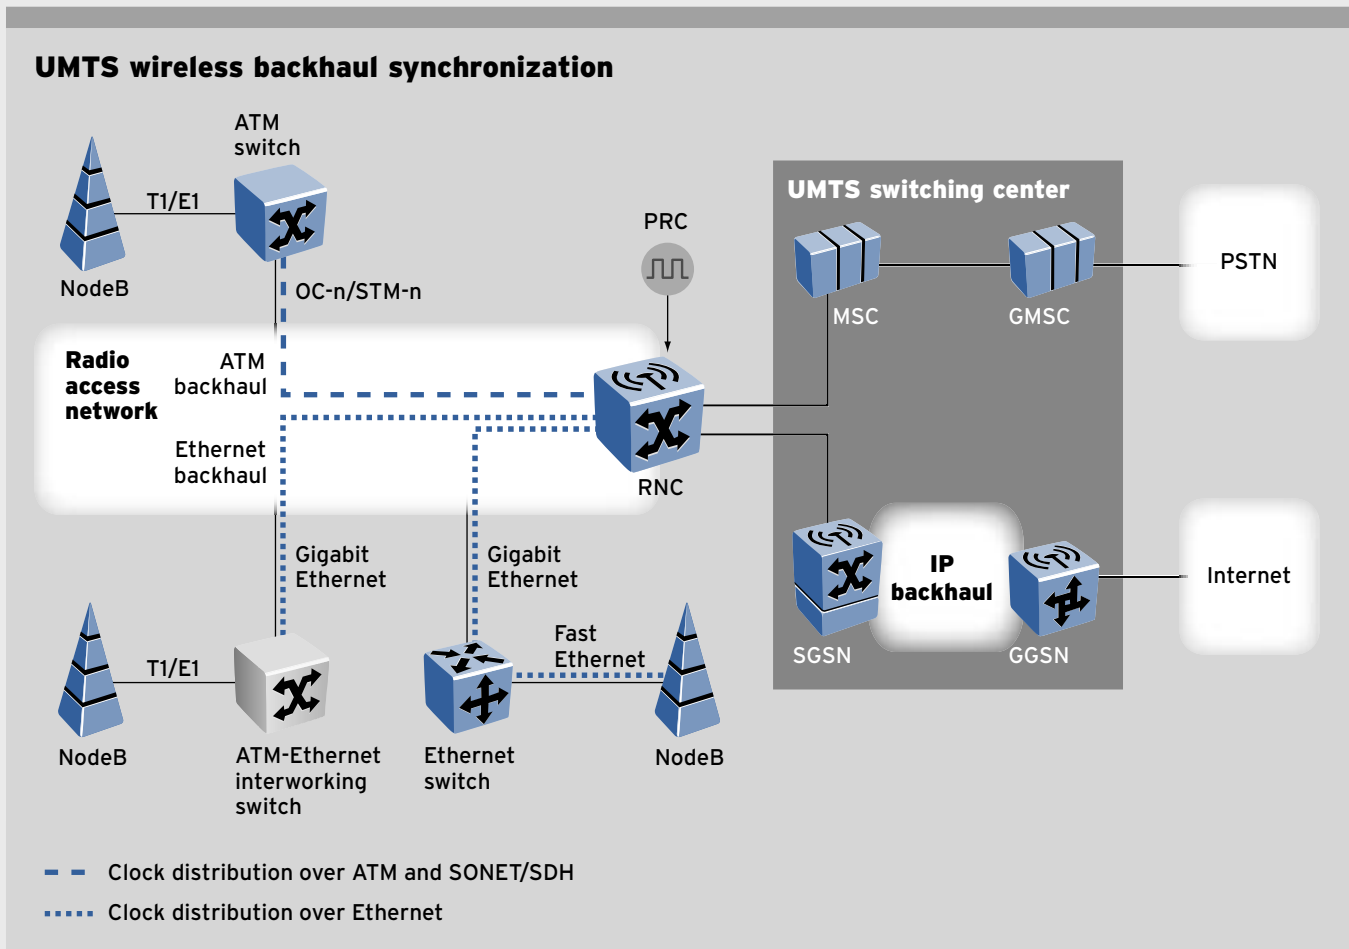 UMTS wireless backhaul synchronization
ATM
switch
T1/E1
NodeB
OC-n/STM-n
PRC
UMTS switching center
MSC
GMSC
PSTN
Radio
access
network
ATM
backhaul
Ethernet
backhaul
RNC
Gigabit
Ethernet
Gigabit
Ethernet
IP
backhaul
SGSN
GGSN
Internet
T1/E1
NodeB
ATM-Ethernet
interworking
switch
Ethernet
switch
Fast
Ethernet
NodeB
Clock distribution over ATM and SONET/SDH
Clock distribution over Ethernet